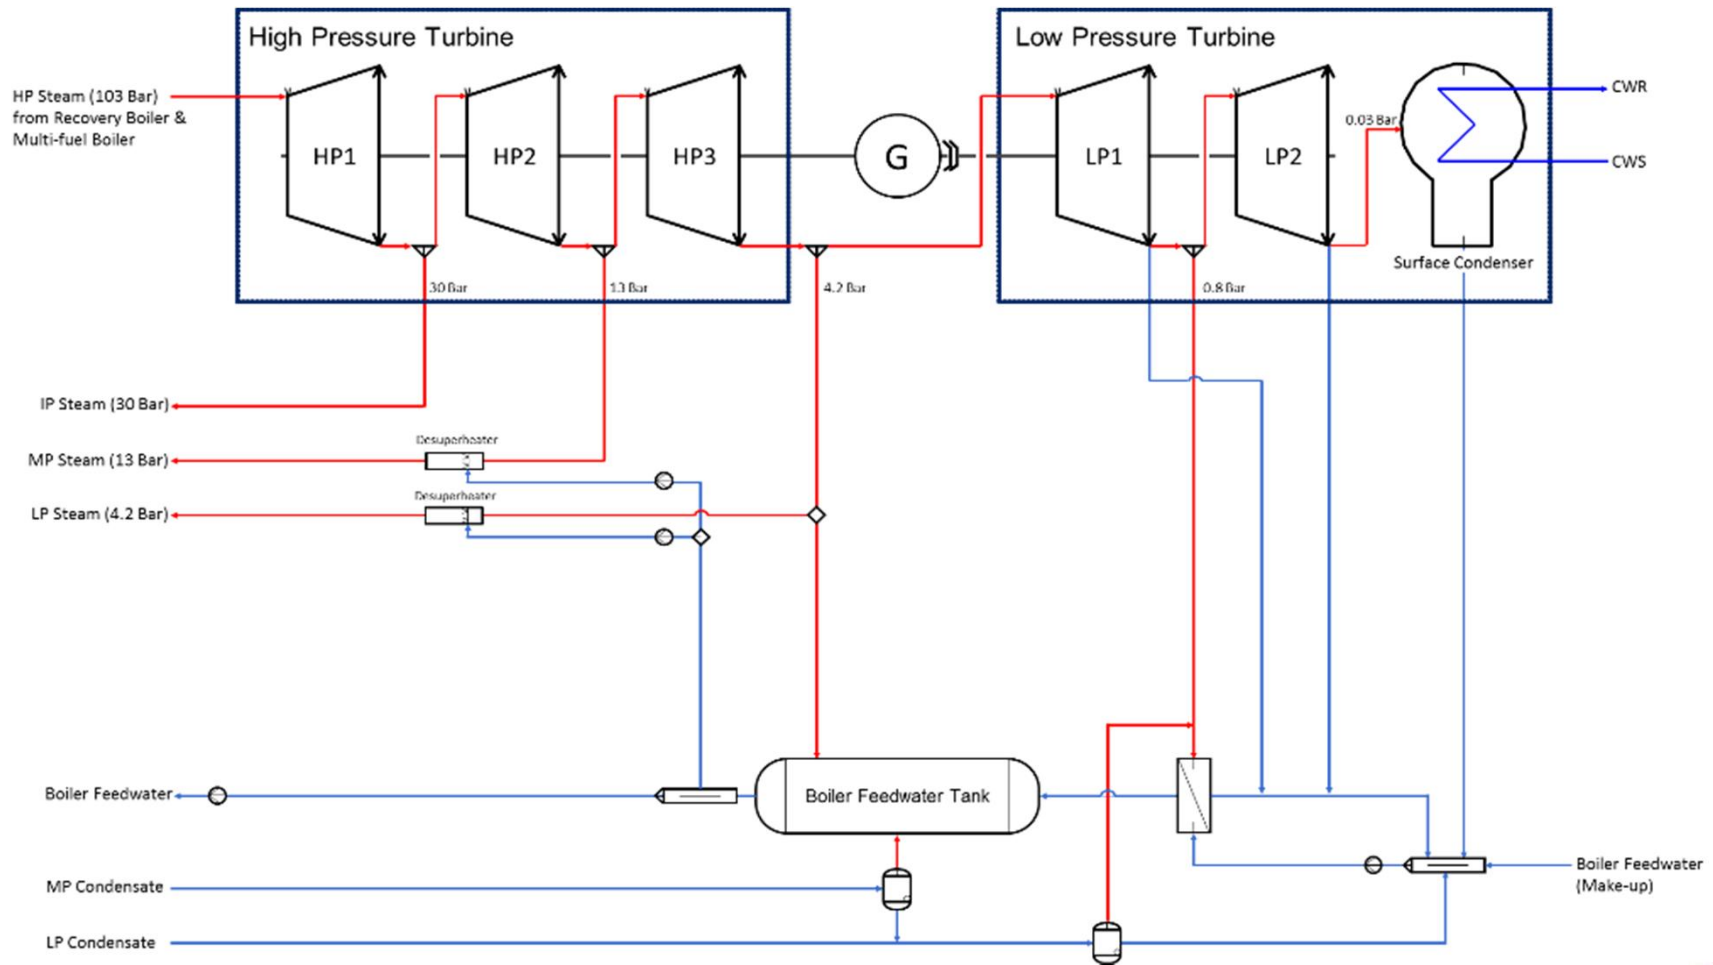 High Pressure Turbine
Low Pressure Turbine
HP Steam (103 Bar)
from Recovery Boiler &
Multi-fuel Boiler
HP1
HP2
HP3
G
LP1
LP2
0.03 Bar
CWR
CWS
Surface Condenser
30 Bar
13 Bar
4.2 Bar
0.8 Bar
IP Steam (30 Bar)
Desuperheater
MP Steam (13 Bar)
Desuperheater
LP Steam (4.2 Bar)
Boiler Feedwater
Boiler Feedwater Tank
Boiler Feedwater
(Make-up)
MP Condensate
LP Condensate